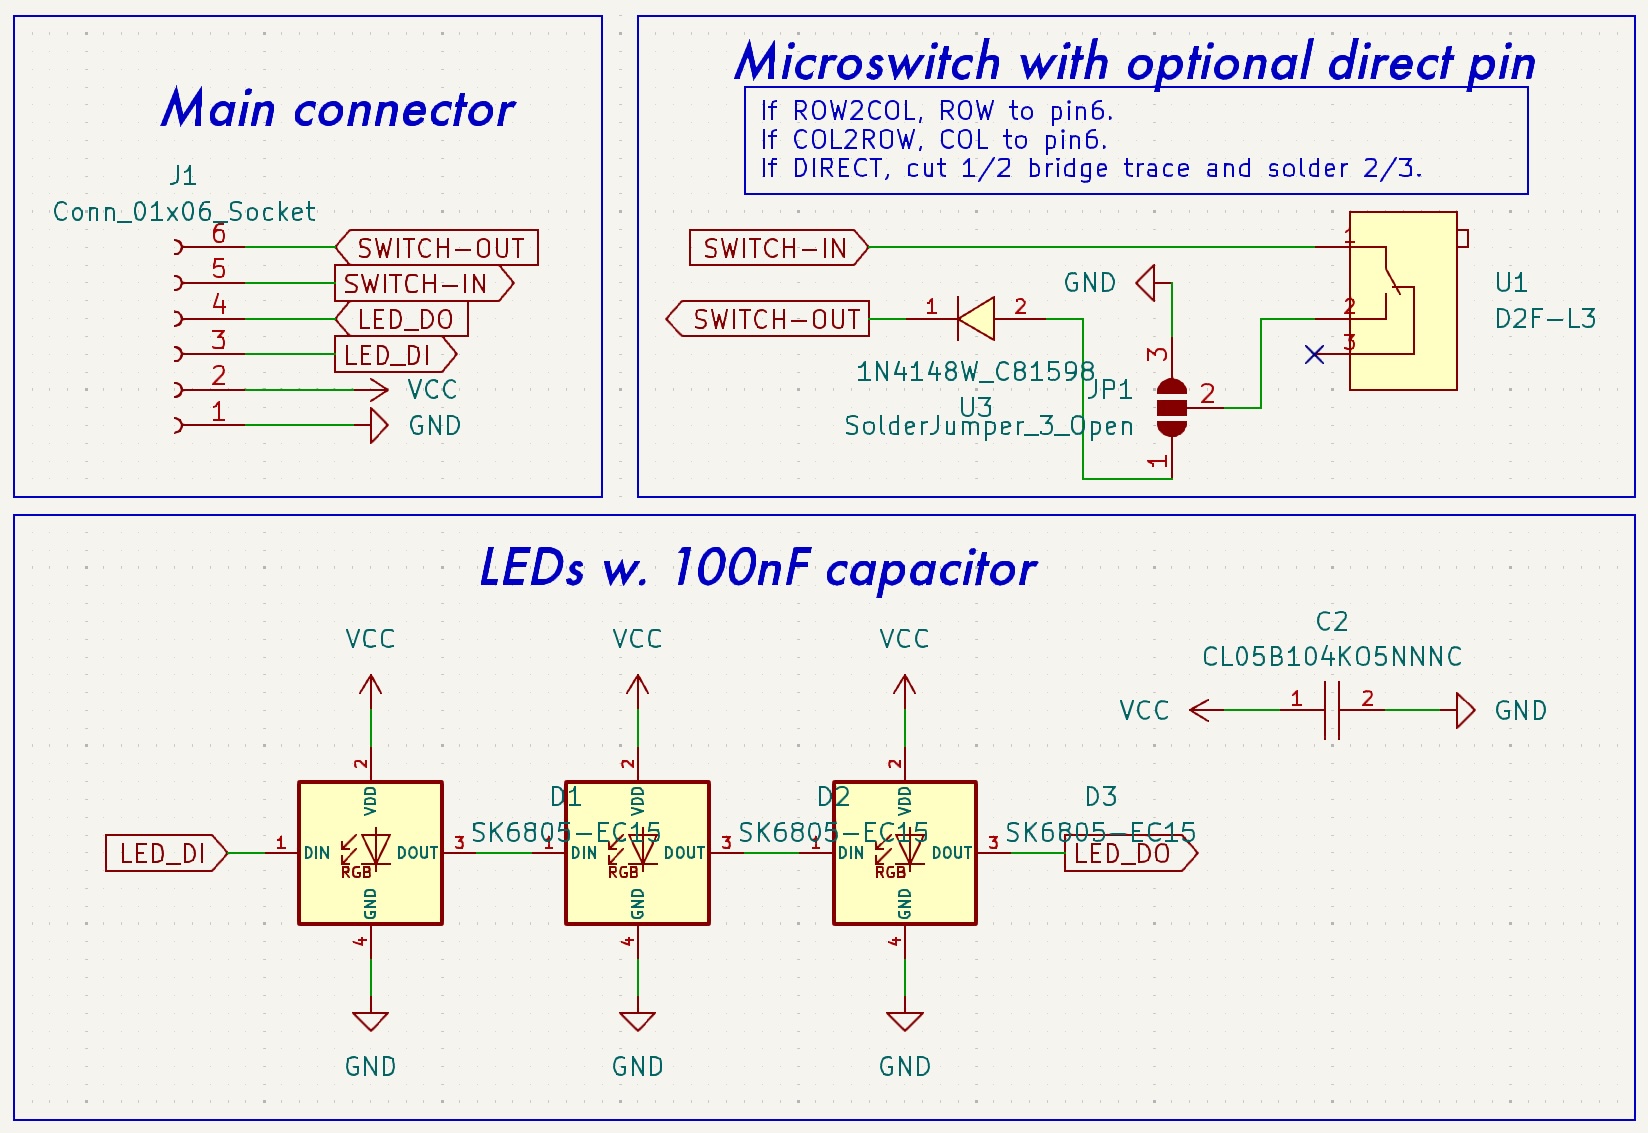 Main connector
J1
Conn_01x06_Socket
6
SWITCH-OUT
5
SWITCH-IN
4
LED_DO
3
LED_DI
2
VCC
1
GND
Microswitch with optional direct pin
If ROW2COL, ROW to pin6.
If COL2ROW, COL to pin6.
If DIRECT, cut 1/2 bridge trace and solder 2/3.
SWITCH-IN
1
GND
U1
SWITCH-OUT
1
2
2
D2F-L3
3
3
1N4148W_C81598
JP1
2
U3
SolderJumper_3_Open
1
LEDs w. 100nF capacitor
C2
CL05B104KO5NNNC
VCC
1
2
GND
VCC
VCC
VCC
2
2
2
VDD
D1
VDD
D2
VDD
D3
SK6805-EC15
SK6805-EC15
SK6805-EC15
LED_DI
1
DIN
DOUT
3
1
DIN
DOUT
3
1
DIN
DOUT
3
LED_DO
RGB
RGB
RGB
GND
GND
GND
4
4
4
GND
GND
GND